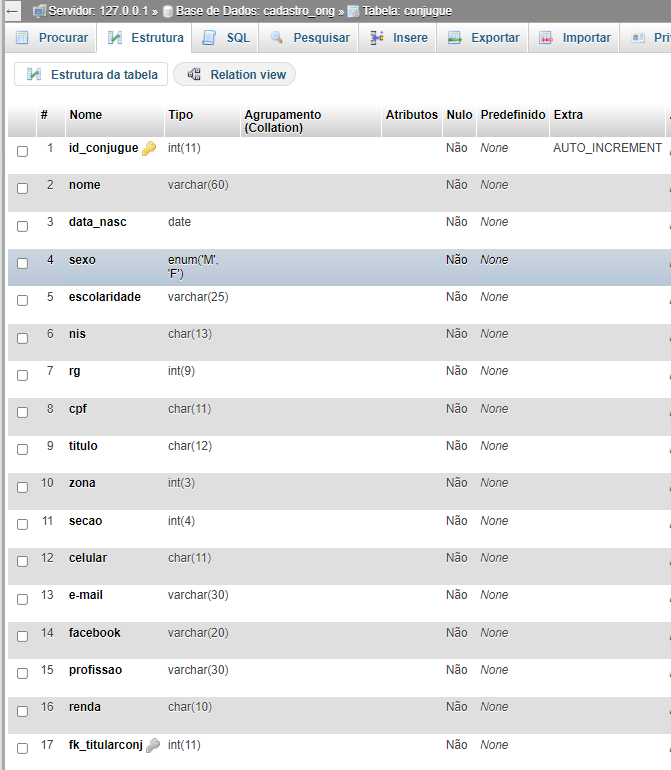 Servidor: 127.0.0.1 » Base de Dados: cadastro_ong » Tabela: conjugue
Procurar Estrutura SQL Pesquisar Insere Exportar Importar Pri
Estrutura da tabela Relation view
# Nome Tipo Agrupamento (Collation) Atributos Nulo Predefinido Extra
1 id_conjugue int(11) Não None AUTO_INCREMENT
2 nome varchar(60) Não None
3 data_nasc date Não None
4 sexo enum('M', 'F') Não None
5 escolaridade varchar(25) Não None
6 nis char(13) Não None
7 rg int(9) Não None
8 cpf char(11) Não None
9 titulo char(12) Não None
10 zona int(3) Não None
11 secao int(4) Não None
12 celular char(11) Não None
13 e-mail varchar(30) Não None
14 facebook varchar(20) Não None
15 profissao varchar(30) Não None
16 renda char(10) Não None
17 fk_titularconj int(11) Não None